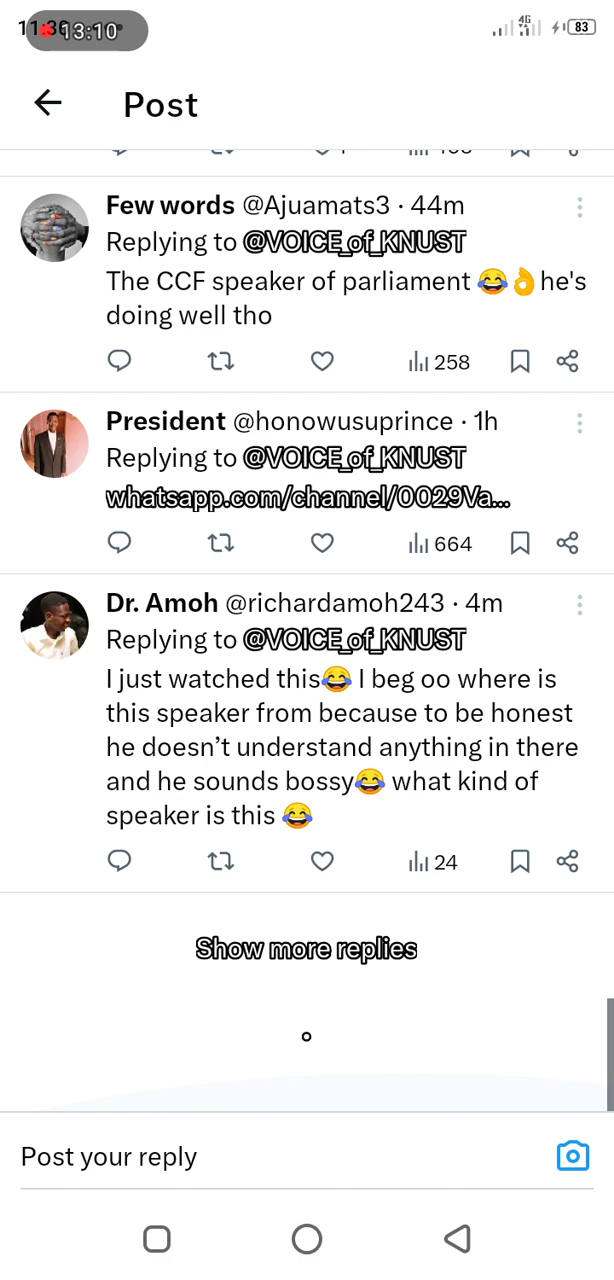 13:10
4G
83
Post
Few words @Ajuamats3 · 44m
Replying to @VOICE_of_KNUST
The CCF speaker of parliament 😂👌 he's
doing well tho
258
President @honowusuprince · 1h
Replying to @VOICE_of_KNUST
whatsapp.com/channel/0029Va...
664
Dr. Amoh @richardamoh243 · 4m
Replying to @VOICE_of_KNUST
I just watched this😂 I beg oo where is
this speaker from because to be honest
he doesn’t understand anything in there
and he sounds bossy😂 what kind of
speaker is this 😂
24
Show more replies
Post your reply